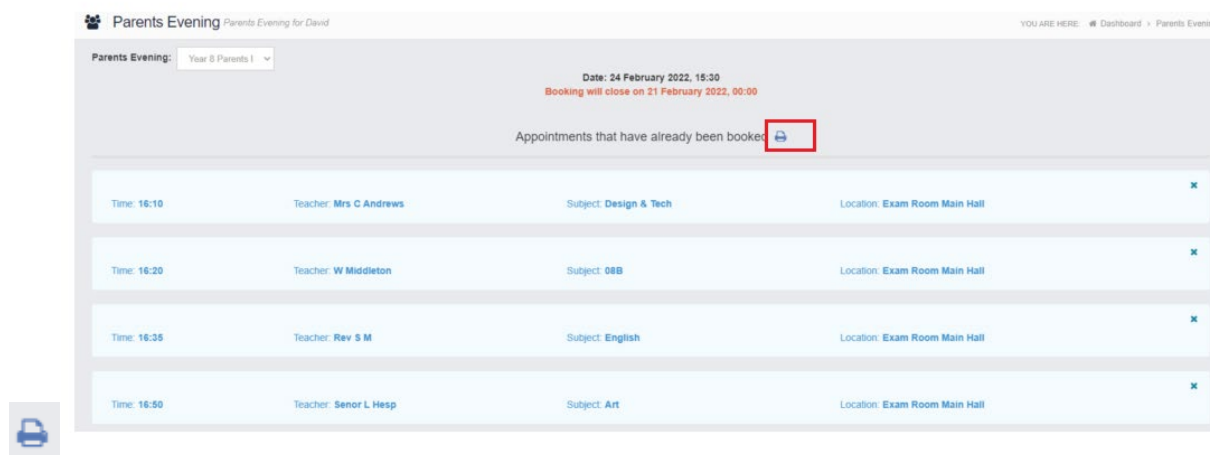 Parents Evening Parents Evening for David
YOU ARE HERE: Dashboard > Parents Evenin
Parents Evening: Year 8 Parents
Date: 24 February 2022, 15:30
Booking will close on 21 February 2022, 00:00
Appointments that have already been booked
Time: 16:10 Teacher: Mrs C Andrews Subject: Design & Tech Location: Exam Room Main Hall
Time: 16:20 Teacher: W Middleton Subject: 08B Location: Exam Room Main Hall
Time: 16:35 Teacher: Rev S M Subject: English Location: Exam Room Main Hall
Time: 16:50 Teacher: Senor L Hesp Subject: Art Location: Exam Room Main Hall